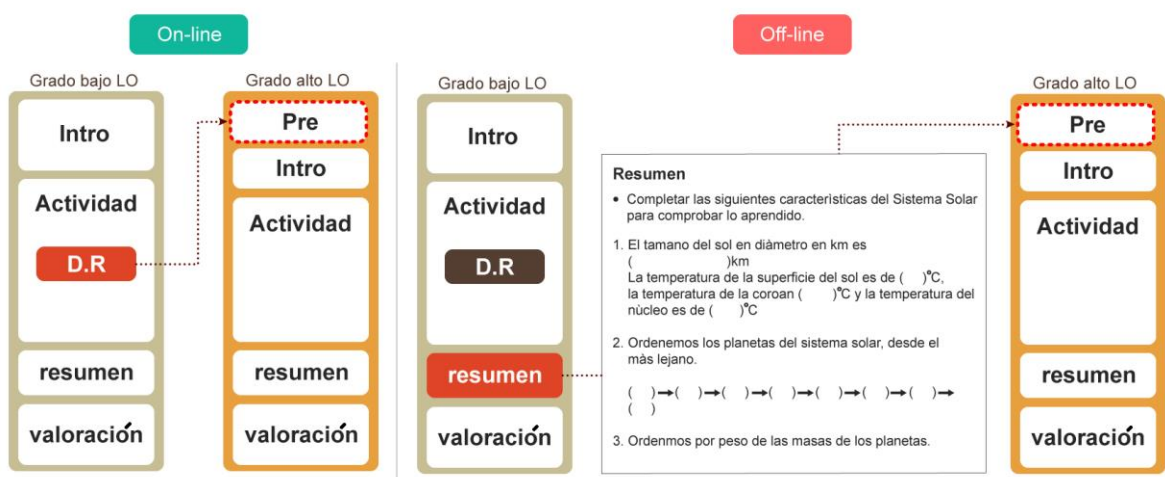 On-line
Grado bajo LO
Intro
Actividad
D.R
resumen
valoración
Grado alto LO
Pre
Intro
Actividad
resumen
valoración
Off-line
Grado bajo LO
Intro
Actividad
D.R
resumen
valoración
Resumen
• Completar las siguientes caracterìsticas del Sistema Solar
para comprobar lo aprendido.
1. El tamano del sol en diàmetro en km es
( )km
La temperatura de la superficie del sol es de ( )°C,
la temperatura de la coroan ( )°C y la temperatura del
nùcleo es de ( )°C
2. Ordenemos los planetas del sistema solar, desde el
màs lejano.
( )➞( )➞( )➞( )➞( )➞( )➞( )➞
( )
3. Ordenmos por peso de las masas de los planetas.
Grado alto LO
Pre
Intro
Actividad
resumen
valoración